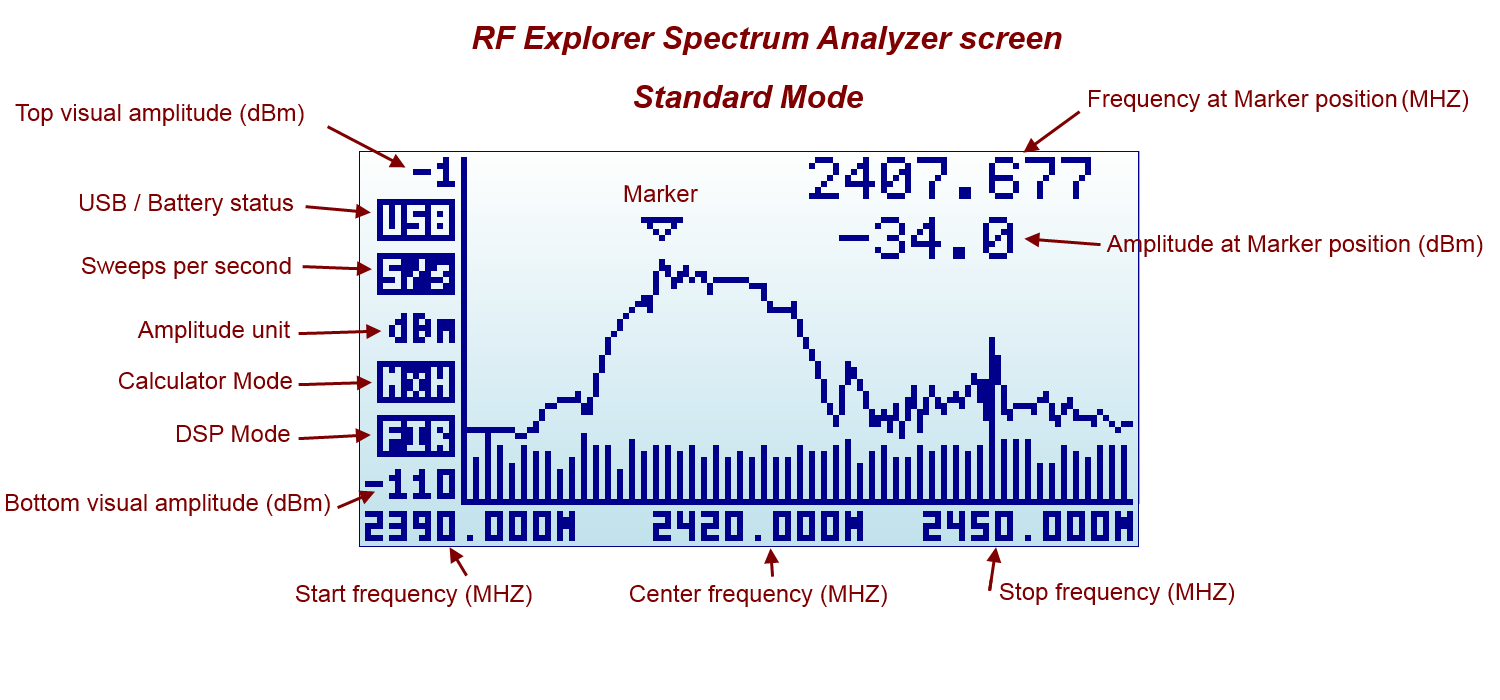 RF Explorer Spectrum Analyzer screen
Standard Mode
Top visual amplitude (dBm)
Frequency at Marker position (MHZ)
-1
2407.677
Marker
USB / Battery status
USB
-34.0
Amplitude at Marker position (dBm)
Sweeps per second
S/S
Amplitude unit
dBm
Calculator Mode
MXH
DSP Mode
FIR
Bottom visual amplitude (dBm)
-110
2390.000M 2420.000M 2450.000M
Start frequency (MHZ)
Center frequency (MHZ)
Stop frequency (MHZ)